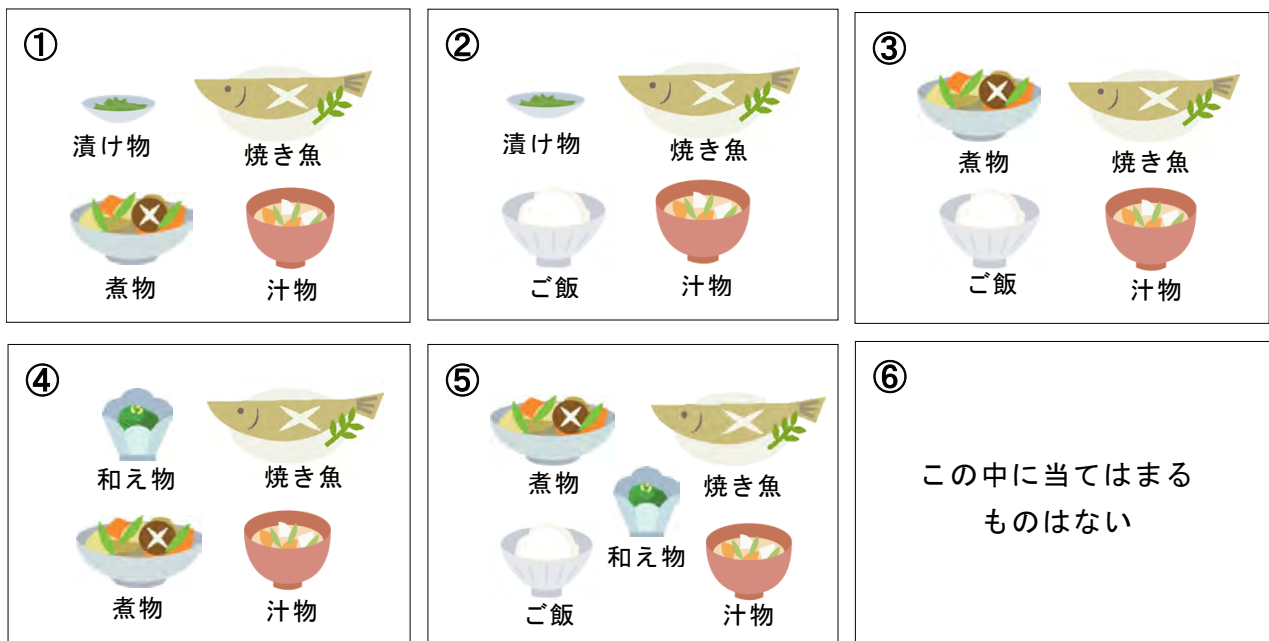 ①
漬け物
焼き魚
煮物
汁物
②
漬け物
焼き魚
ご飯
汁物
③
煮物
焼き魚
ご飯
汁物
④
和え物
焼き魚
煮物
汁物
⑤
煮物
焼き魚
和え物
ご飯
汁物
⑥
この中に当てはまる
ものはない